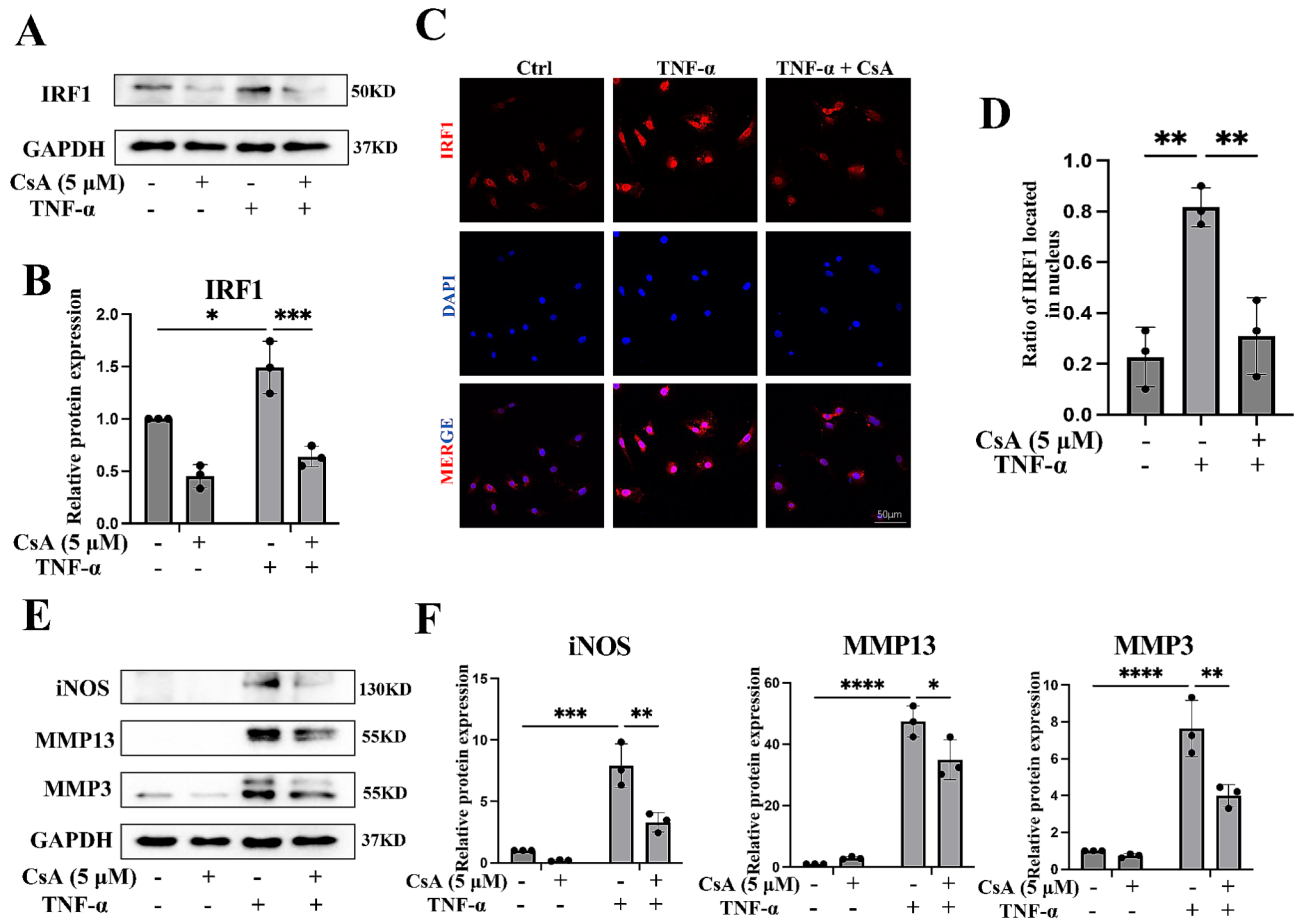 A
IRF1
50KD
GAPDH
37KD
CsA (5 μM) - + - +
TNF-α - - + +
B
IRF1
Relative protein expression
2.0
1.5
1.0
0.5
0.0
* ***
CsA (5 μM) - + - +
TNF-α - - + +
C
Ctrl TNF-α TNF-α + CsA
IRF1
DAPI
MERGE
50μm
D
** **
Ratio of IRF1 located
in nucleus
1.0
0.8
0.6
0.4
0.2
0.0
CsA (5 μM) - - +
TNF-α - + +
E
iNOS
130KD
MMP13
55KD
MMP3
55KD
GAPDH
37KD
CsA (5 μM) - + - +
TNF-α - - + +
F
iNOS
Relative protein expression
15
10
5
0
*** **
CsA (5 μM) - + - +
TNF-α - - + +
MMP13
Relative protein expression
60
40
20
0
**** *
CsA (5 μM) - + - +
TNF-α - - + +
MMP3
Relative protein expression
10
8
6
4
2
0
**** **
CsA (5 μM) - + - +
TNF-α - - + +